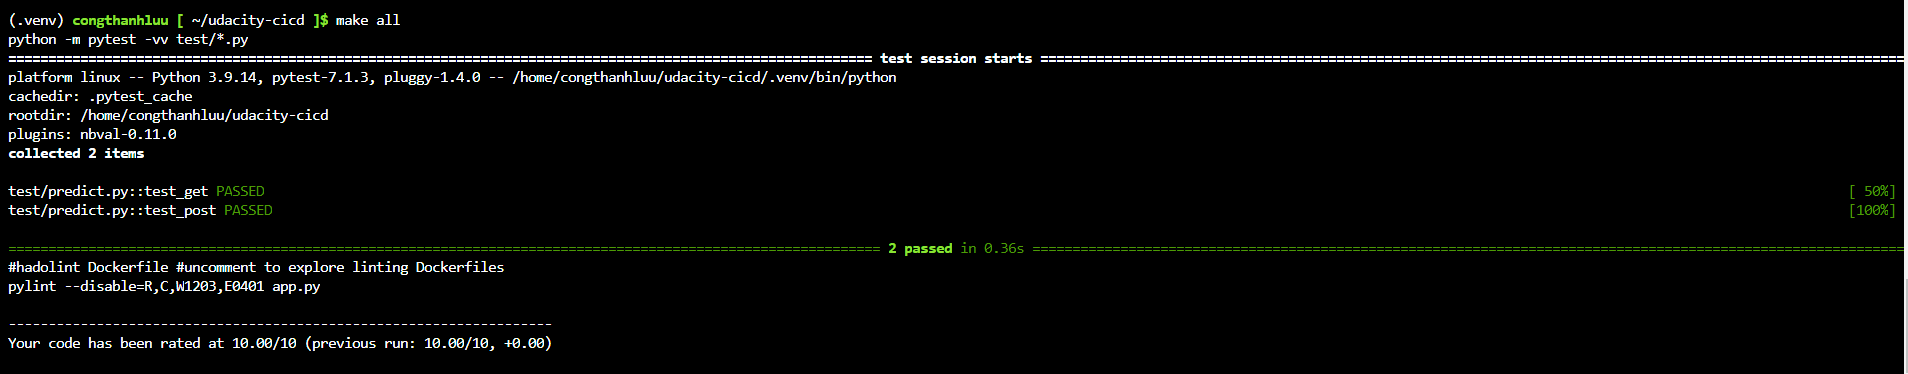 (.venv) congthanhluu [ ~/udacity-cicd ]$ make all
python -m pytest -vv test/*.py
============================================================================================================ test session starts =============================================================================================================
platform linux -- Python 3.9.14, pytest-7.1.3, pluggy-1.4.0 -- /home/congthanhluu/udacity-cicd/.venv/bin/python
cachedir: .pytest_cache
rootdir: /home/congthanhluu/udacity-cicd
plugins: nbval-0.11.0
collected 2 items
test/predict.py::test_get PASSED [ 50%]
test/predict.py::test_post PASSED [100%]
============================================================================================================= 2 passed in 0.36s ==============================================================================================================
#hadolint Dockerfile #uncomment to explore linting Dockerfiles
pylint --disable=R,C,W1203,E0401 app.py
--------------------------------------------------------------------
Your code has been rated at 10.00/10 (previous run: 10.00/10, +0.00)